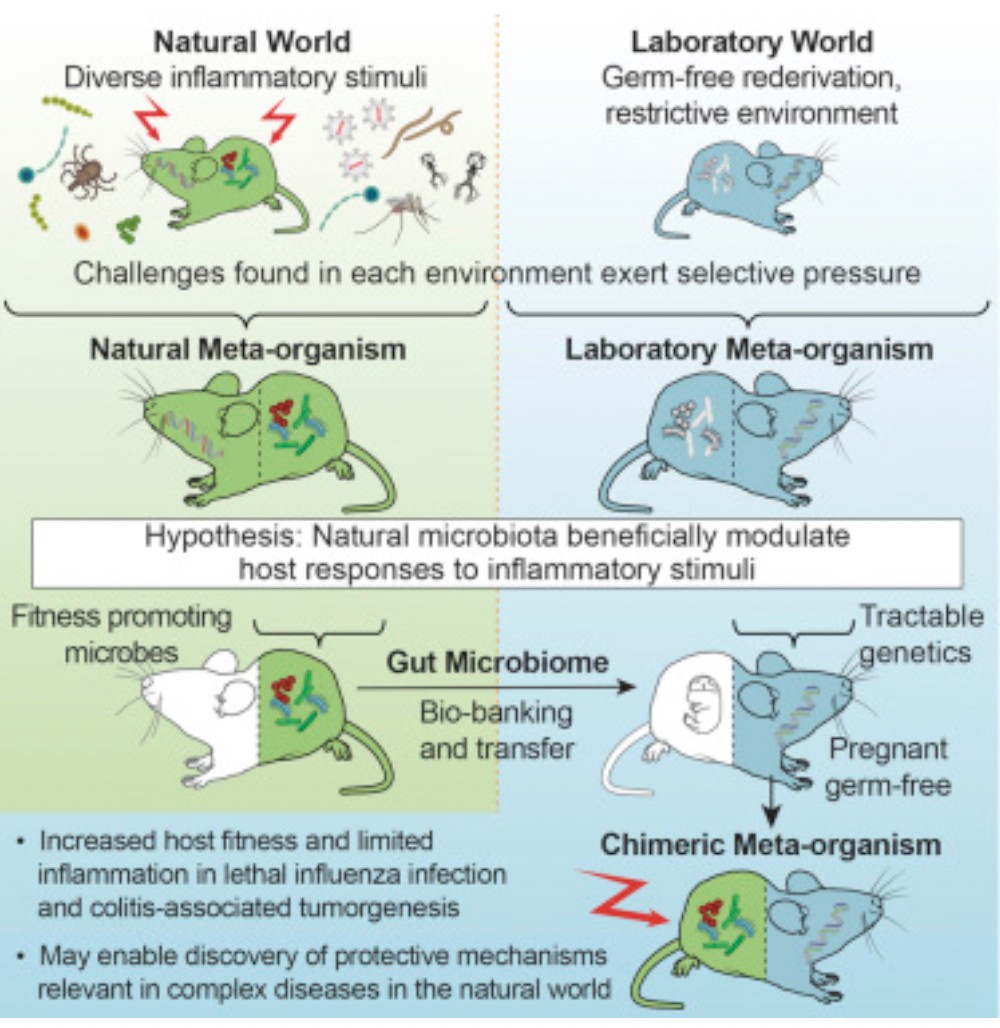 Natural World
Diverse inflammatory stimuli
Laboratory World
Germ-free rederivation,
restrictive environment
Challenges found in each environment exert selective pressure
Natural Meta-organism
Laboratory Meta-organism
Hypothesis: Natural microbiota beneficially modulate
host responses to inflammatory stimuli
Fitness promoting
microbes
Gut Microbiome
Bio-banking
and transfer
Tractable
genetics
Pregnant
germ-free
Chimeric Meta-organism
• Increased host fitness and limited
inflammation in lethal influenza infection
and colitis-associated tumorgenesis
• May enable discovery of protective mechanisms
relevant in complex diseases in the natural world